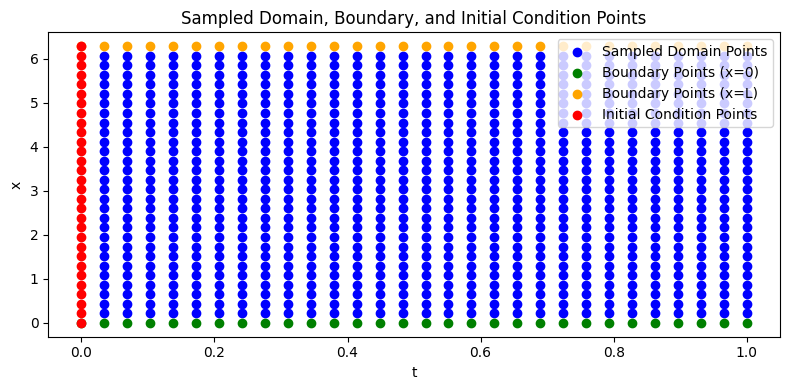 Sampled Domain, Boundary, and Initial Condition Points
Sampled Domain Points
Boundary Points (x=0)
Boundary Points (x=L)
Initial Condition Points
6
5
4
3
2
1
0
x
0.0 0.2 0.4 0.6 0.8 1.0
t